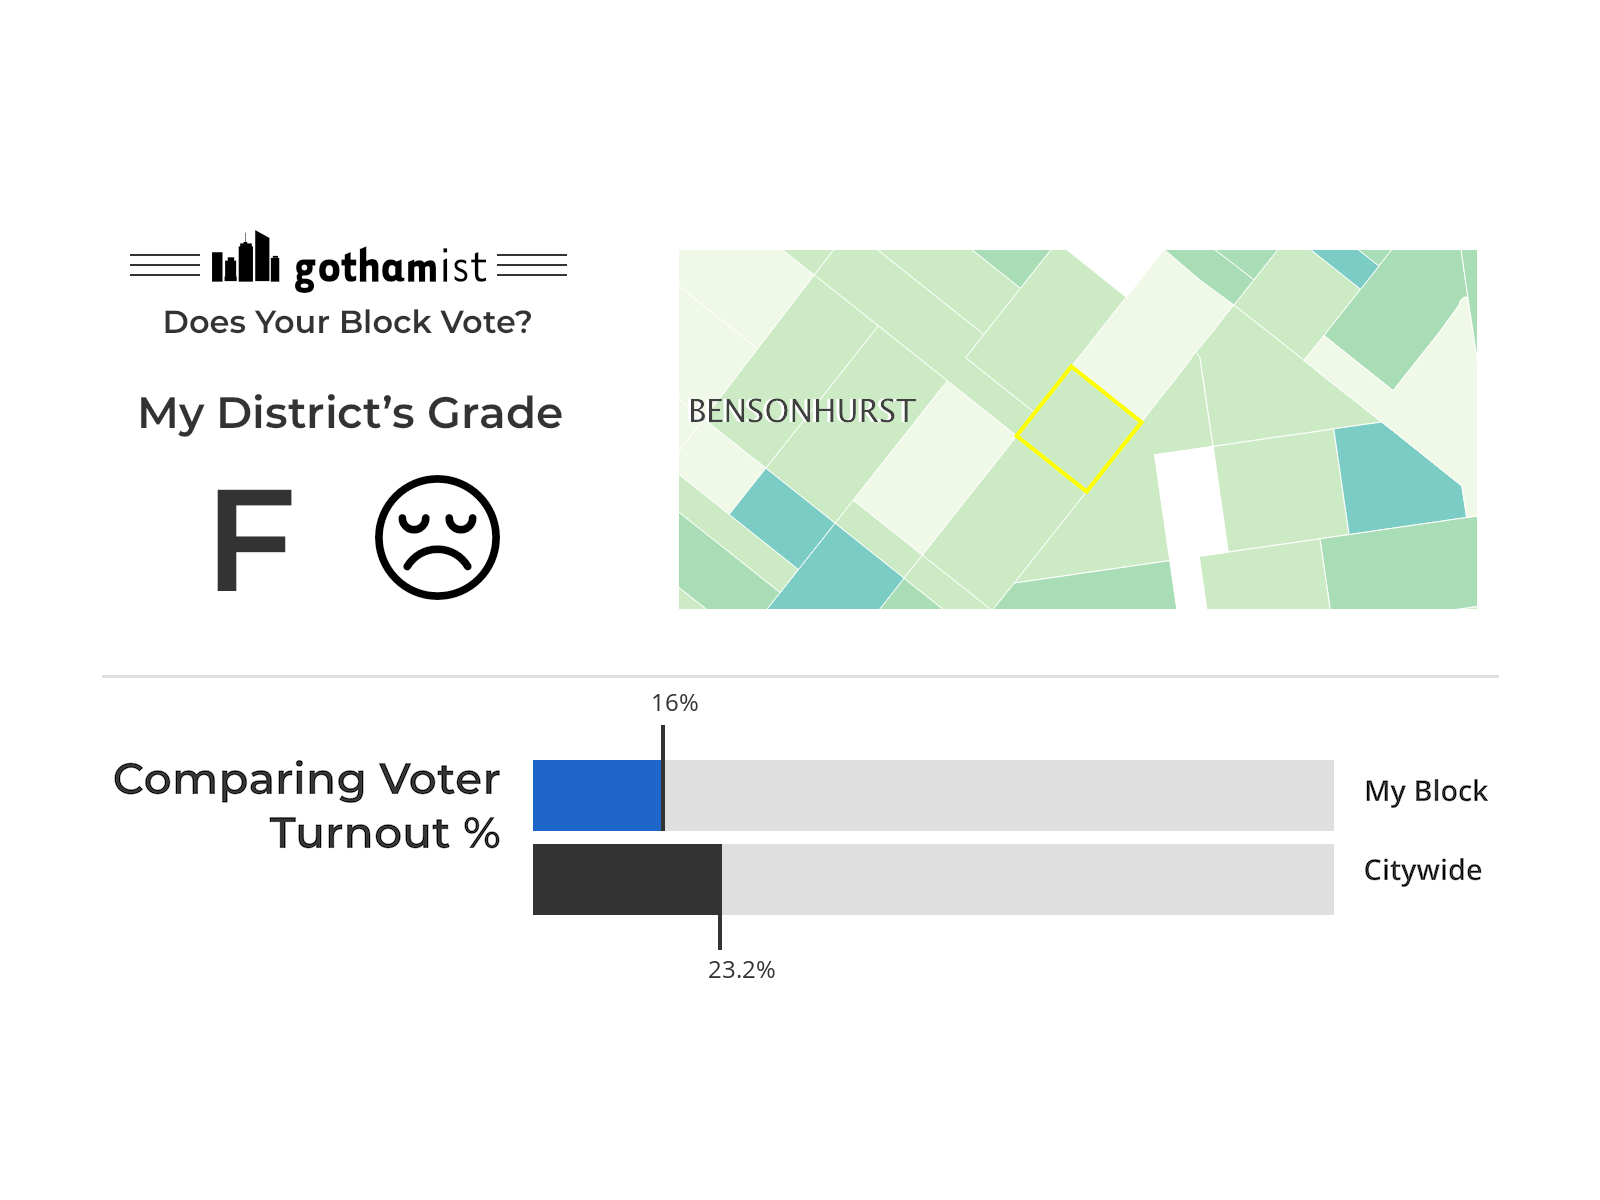 gothamist
Does Your Block Vote?
My District’s Grade
F
BENSONHURST
16%
Comparing Voter
Turnout %
My Block
Citywide
23.2%